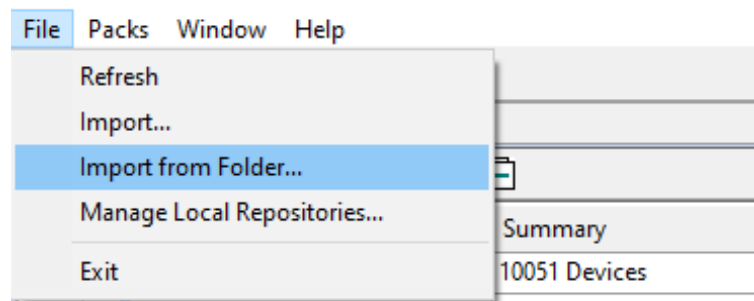 File Packs Window Help
Refresh
Import...
Import from Folder...
Manage Local Repositories...
Summary
Exit
10051 Devices